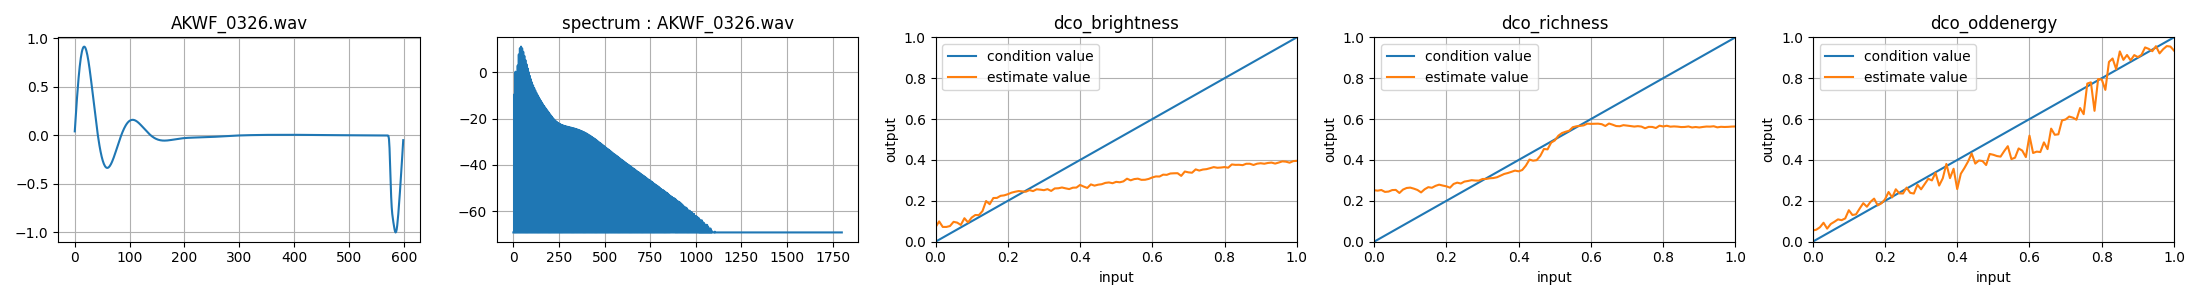 AKWF_0326.wav
1.0
0.5
0.0
−0.5
−1.0
0 100 200 300 400 500 600
spectrum : AKWF_0326.wav
0
−20
−40
−60
0 250 500 750 1000 1250 1500 1750
dco_brightness
condition value
estimate value
output
1.0
0.8
0.6
0.4
0.2
0.0
0.0 0.2 0.4 0.6 0.8 1.0
input
dco_richness
condition value
estimate value
output
1.0
0.8
0.6
0.4
0.2
0.0
0.0 0.2 0.4 0.6 0.8 1.0
input
dco_oddenergy
condition value
estimate value
output
1.0
0.8
0.6
0.4
0.2
0.0
0.0 0.2 0.4 0.6 0.8 1.0
input